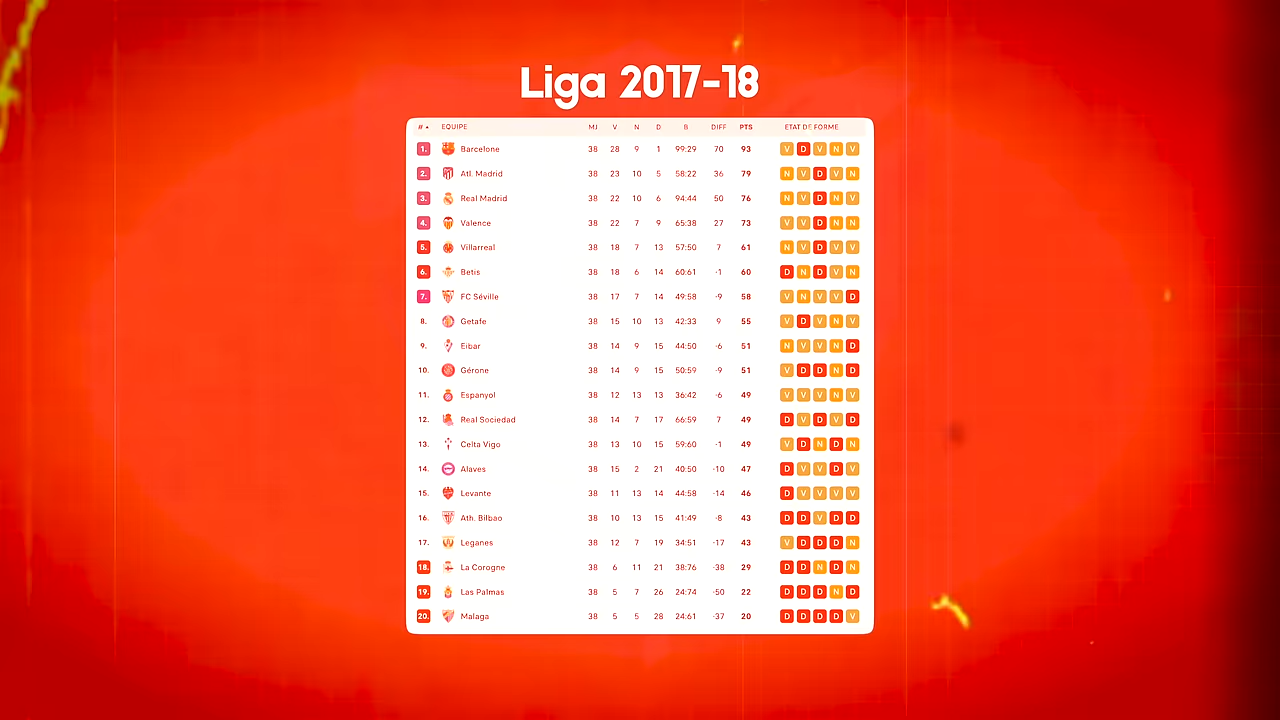 Liga 2017-18
# EQUIPE MJ V N D B DIFF PTS ETAT DE FORME
1. Barcelone 38 28 9 1 99:29 70 93 V D V N V
2. Atl. Madrid 38 23 10 5 58:22 36 79 N V D V N
3. Real Madrid 38 22 10 6 94:44 50 76 N V D N V
4. Valence 38 22 7 9 65:38 27 73 V V D N N
5. Villarreal 38 18 7 13 57:50 7 61 N V D V V
6. Betis 38 18 6 14 60:61 -1 60 D N D V N
7. FC Séville 38 17 7 14 49:58 -9 58 V N V V D
8. Getafe 38 15 10 13 42:33 9 55 V D V N V
9. Eibar 38 14 9 15 44:50 -6 51 N V V N D
10. Gérone 38 14 9 15 50:59 -9 51 V D D N D
11. Espanyol 38 12 13 13 36:42 -6 49 V V V N V
12. Real Sociedad 38 14 7 17 66:59 7 49 D V D V D
13. Celta Vigo 38 13 10 15 59:60 -1 49 V D N D N
14. Alaves 38 15 2 21 40:50 -10 47 D V V D V
15. Levante 38 11 13 14 44:58 -14 46 D V V V V
16. Ath. Bilbao 38 10 13 15 41:49 -8 43 D D V D D
17. Leganes 38 12 7 19 34:51 -17 43 V D D D N
18. La Corogne 38 6 11 21 38:76 -38 29 D D N D N
19. Las Palmas 38 5 7 26 24:74 -50 22 D D D N D
20. Malaga 38 5 5 28 24:61 -37 20 D D D D V